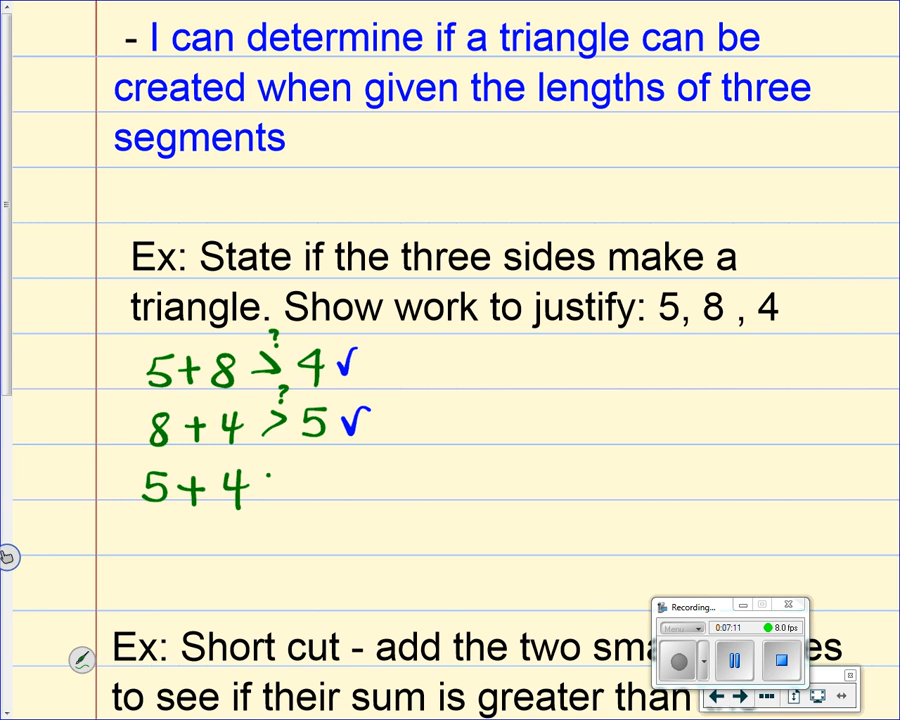 - I can determine if a triangle can be
created when given the lengths of three
segments
Ex: State if the three sides make a
triangle. Show work to justify: 5, 8 , 4
?
5+8 > 4 ✓
?
8 + 4 > 5 ✓
5+4
Recording...
Menu
0:07:11
8.0 fps
Ex: Short cut - add the two
to see if their sum is greater than